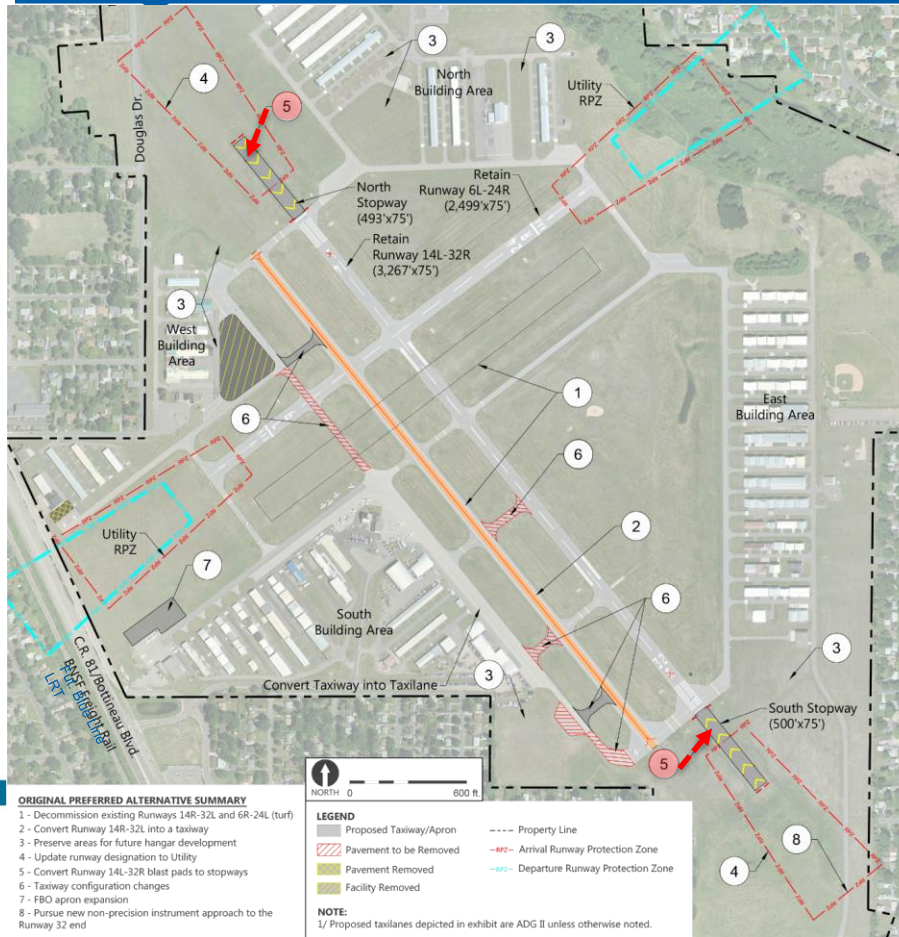 3
3
North
Building Area
4
5
Douglas Dr.
Utility
RPZ
Retain
Runway 6L-24R
(2,499'x75')
North
Stopway
(493'x75')
Retain
Runway 14L-32R
(3,267'x75')
3
West
Building
Area
1
East
Building Area
6
6
2
Utility
RPZ
7
6
South
Building Area
3
3
Convert Taxiway into Taxilane
South Stopway
(500'x75')
C.R. 81/Bottineau Blvd.
BNSF Freight Rail
Fut. Blue Line
LRT
5
6
4
8
NORTH
0 600 ft.
ORIGINAL PREFERRED ALTERNATIVE SUMMARY
1 - Decommission existing Runways 14R-32L and 6R-24L (turf)
2 - Convert Runway 14R-32L into a taxiway
3 - Preserve areas for future hangar development
4 - Update runway designation to Utility
5 - Convert Runway 14L-32R blast pads to stopways
6 - Taxiway configuration changes
7 - FBO apron expansion
8 - Pursue new non-precision instrument approach to the
Runway 32 end
LEGEND
Proposed Taxiway/Apron
Pavement to be Removed
Pavement Removed
Facility Removed
Property Line
-RPZ- Arrival Runway Protection Zone
-RPZ- Departure Runway Protection Zone
NOTE:
1/ Proposed taxilanes depicted in exhibit are ADG II unless otherwise noted.